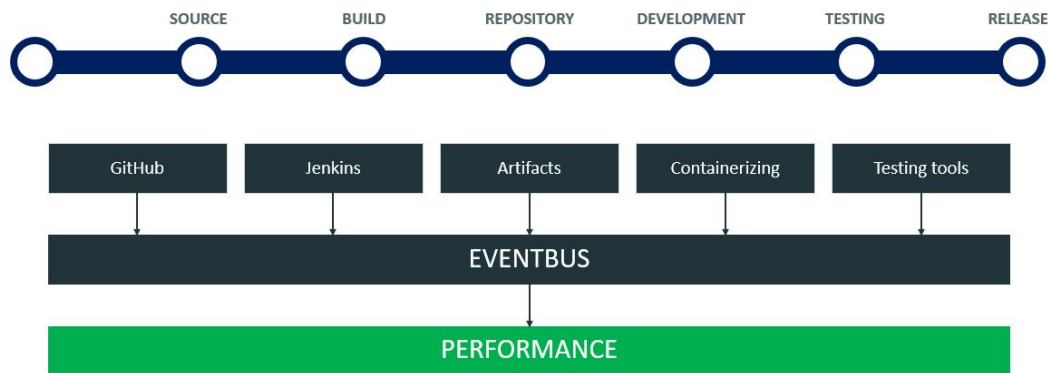 SOURCE BUILD REPOSITORY DEVELOPMENT TESTING RELEASE
GitHub Jenkins Artifacts Containerizing Testing tools
EVENTBUS
PERFORMANCE